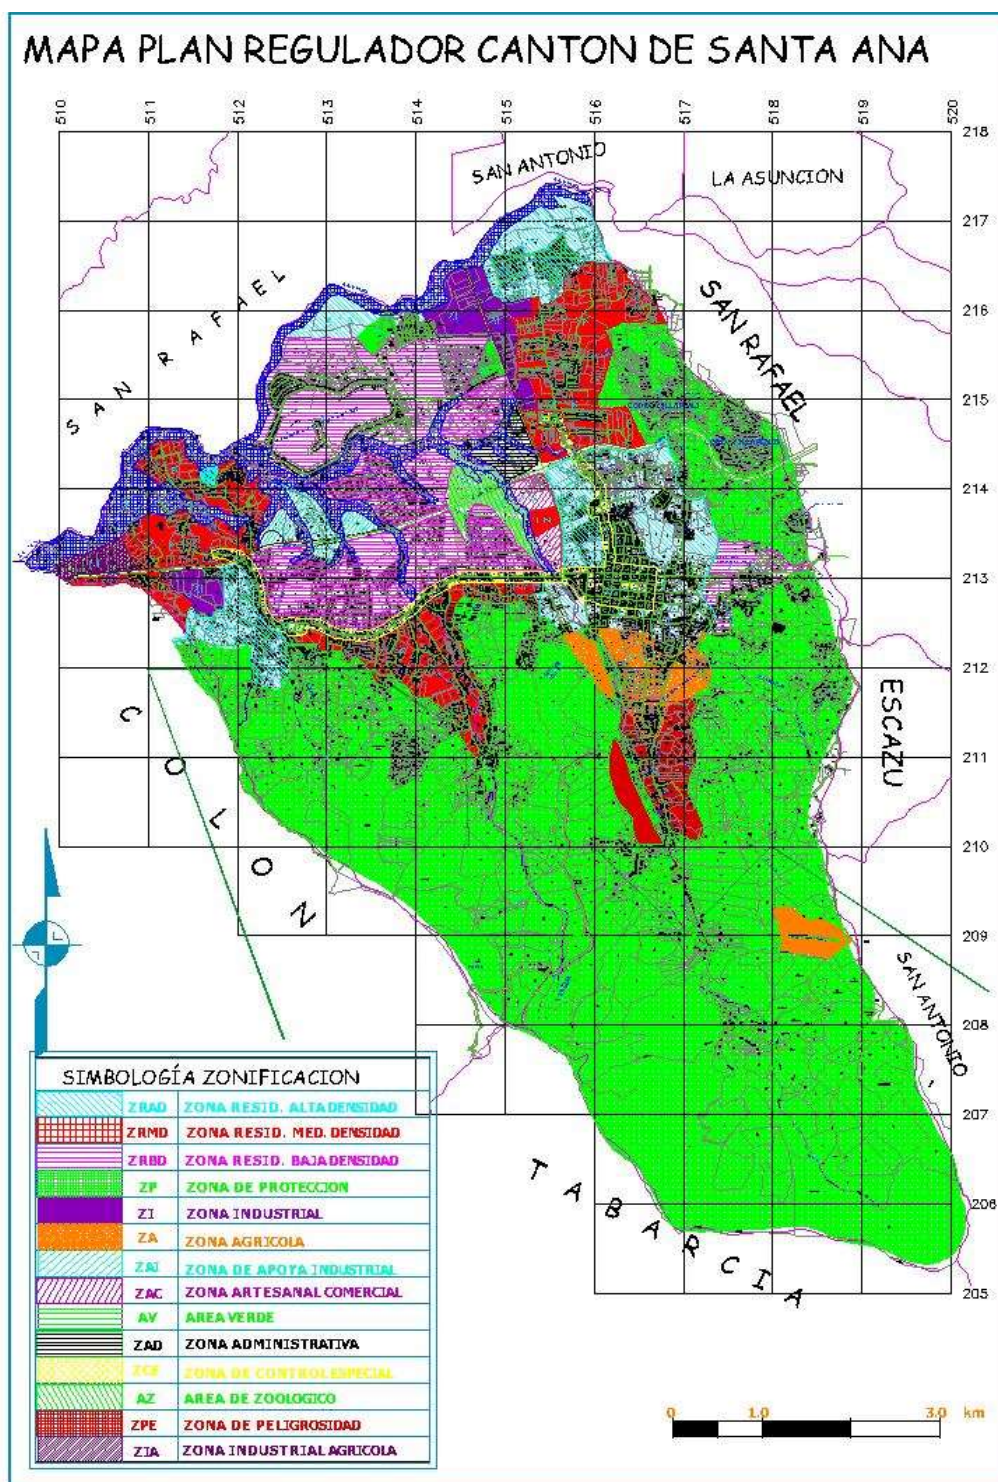 MAPA PLAN REGULADOR CANTON DE SANTA ANA
510 511 512 513 514 515 516 517 518 519 520
218
217
216
215
214
213
212
211
210
209
208
207
206
205
SAN ANTONIO
LA ASUNCION
SAN RAFAEL
SAN RAFAEL
ESCAZU
COLON
SAN ANTONIO
TABARCIA
SIMBOLOGÍA ZONIFICACION
ZRAD ZONA RESID. ALTA DENSIDAD
ZRMD ZONA RESID. MED. DENSIDAD
ZRBD ZONA RESID. BAJA DENSIDAD
ZP ZONA DE PROTECCION
ZI ZONA INDUSTRIAL
ZA ZONA AGRICOLA
ZAI ZONA DE APOYA INDUSTRIAL
ZAC ZONA ARTESANAL COMERCIAL
AV AREA VERDE
ZAD ZONA ADMINISTRATIVA
ZCE ZONA DE CONTROL ESPECIAL
AZ AREA DE ZOOLOGICO
ZPE ZONA DE PELIGROSIDAD
ZIA ZONA INDUSTRIAL AGRICOLA
0 1.0 3.0 km